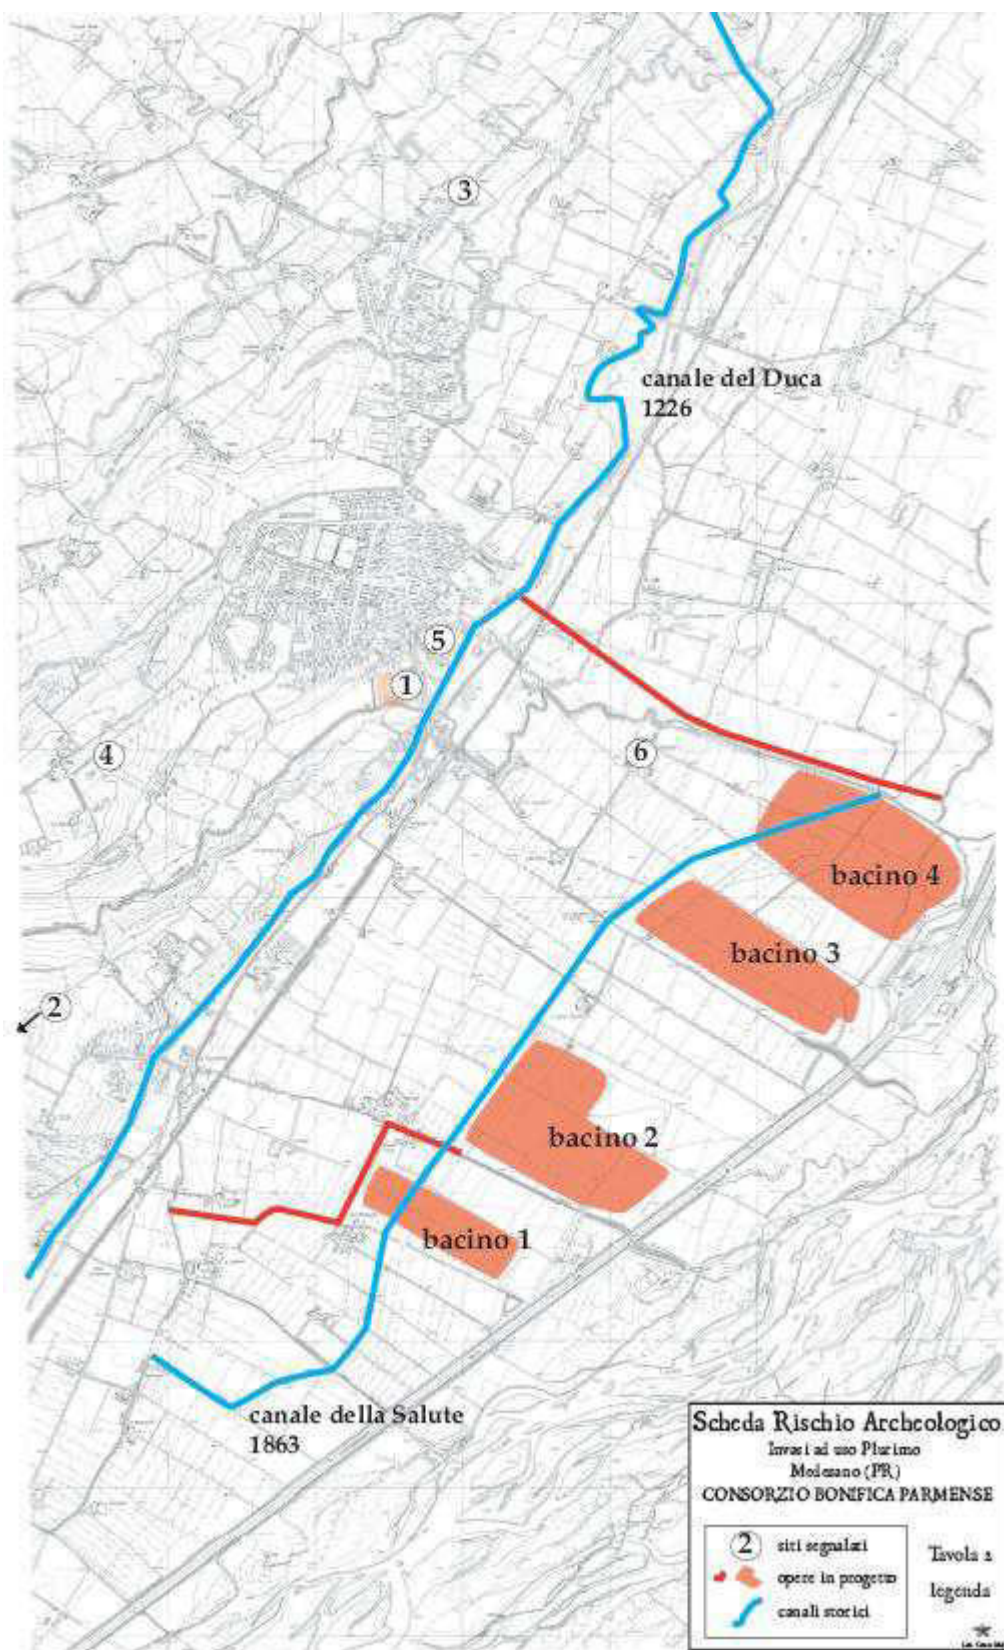 3
canale del Duca
1226
5
1
4
6
bacino 4
bacino 3
2
bacino 2
bacino 1
canale della Salute
1863
Scheda Rischio Archeologico
Invasi ad uso Plurimo
(PR)
CONSORZIO BONIFICA PARMENSE
2 siti segnalati
opere in progetto
canali storici
Tavola 2
legenda